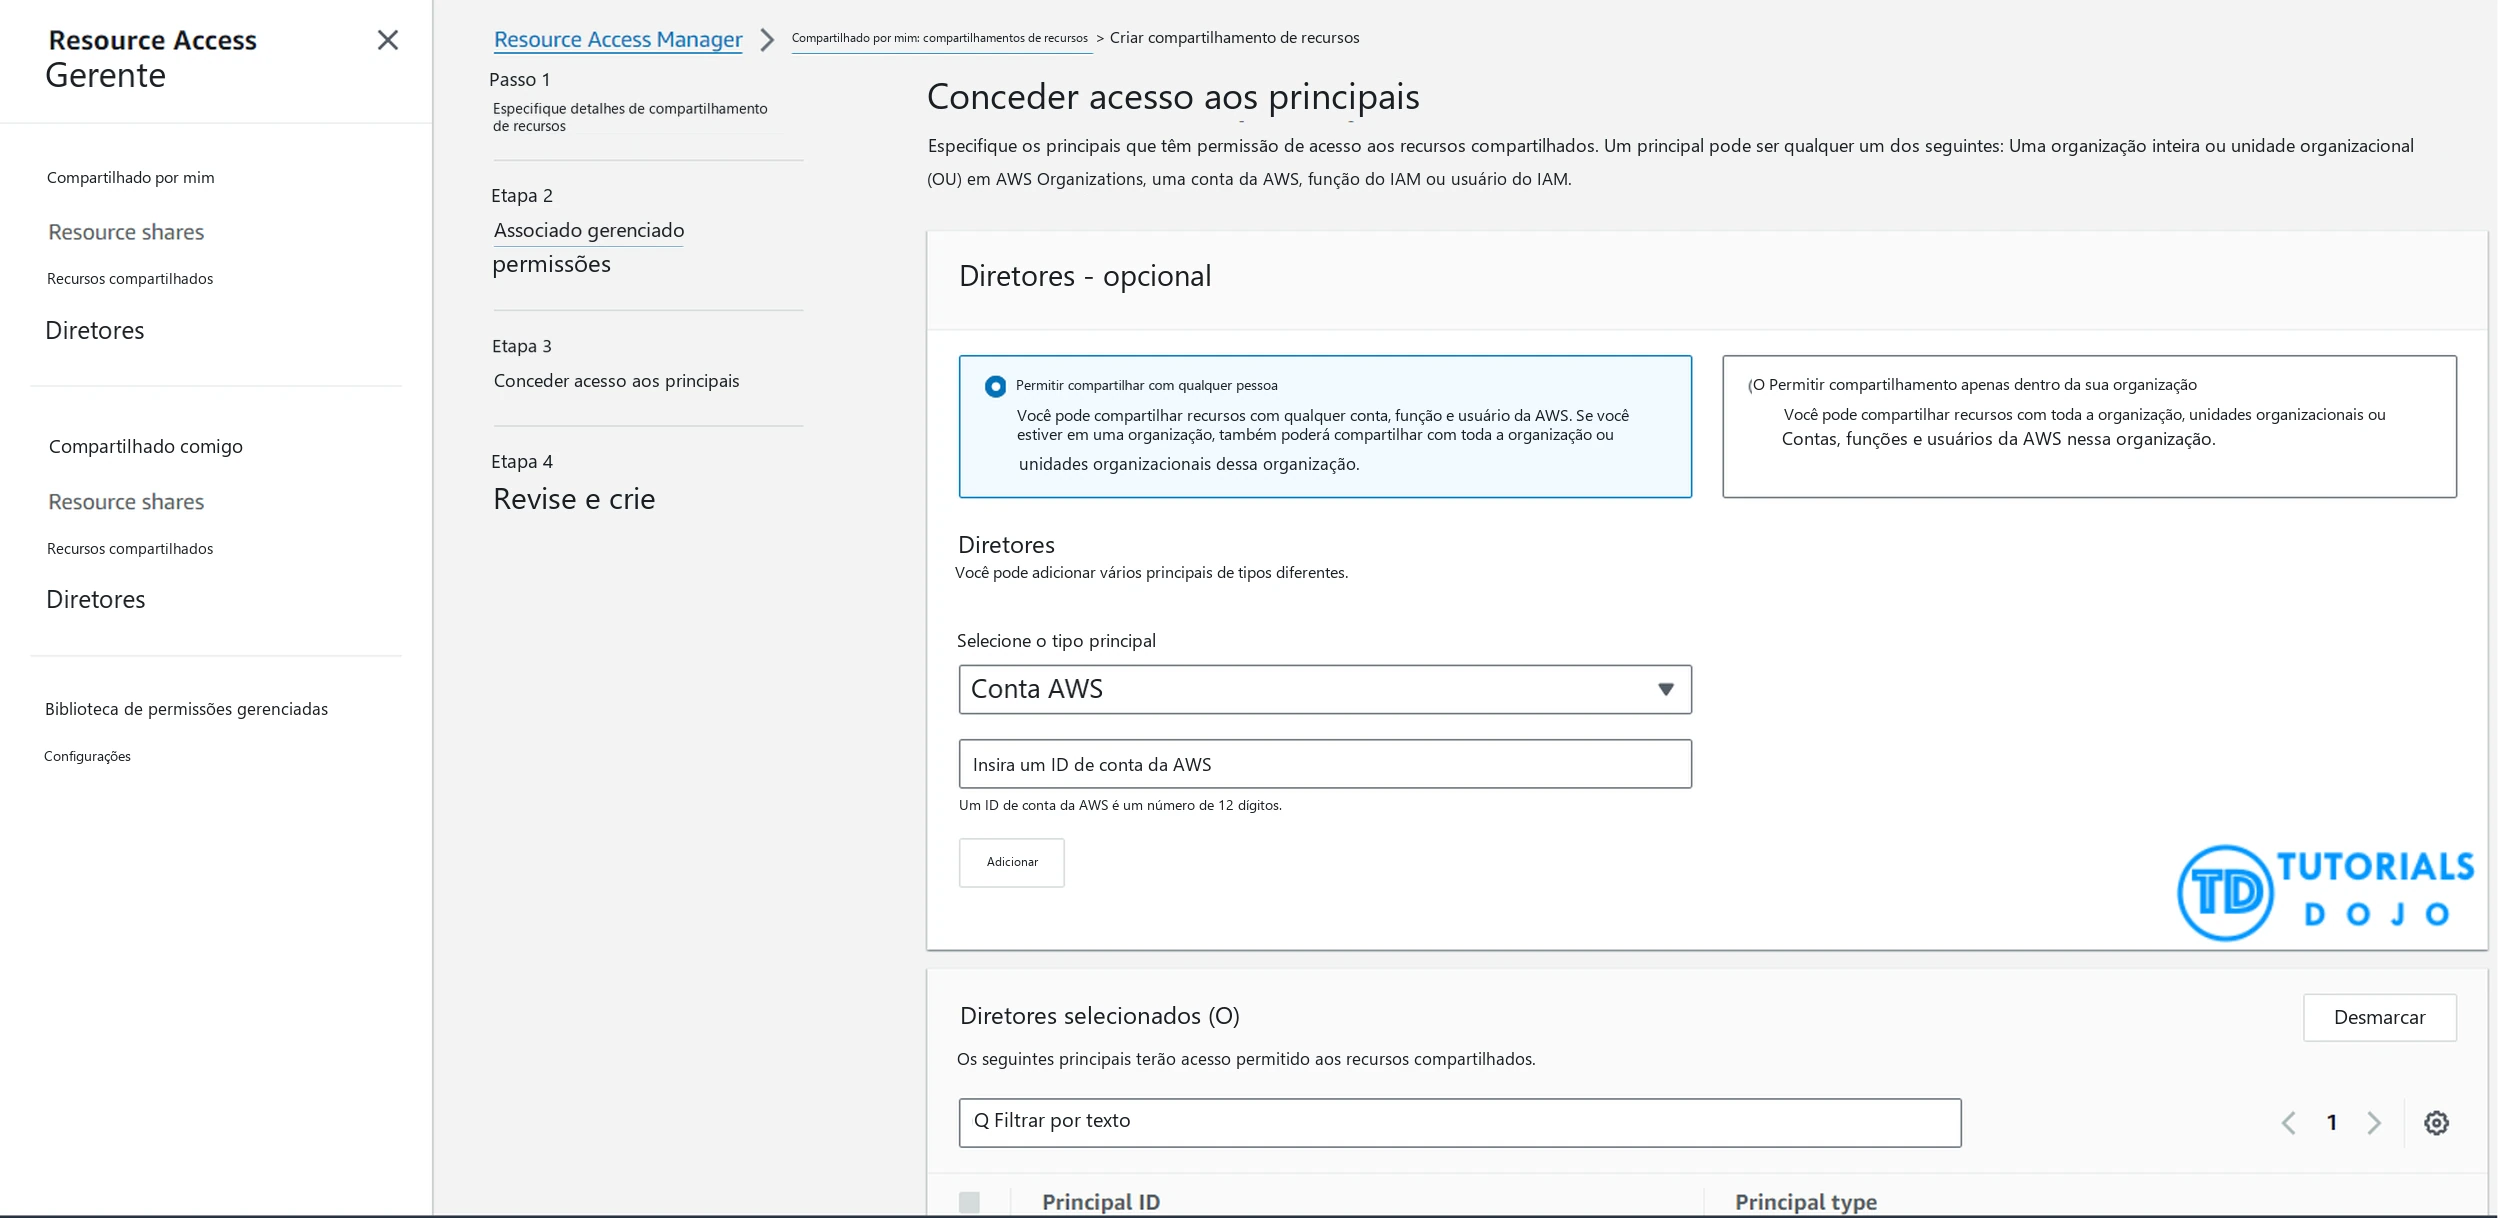 Resource Access
Gerente
Compartilhado por mim
Resource shares
Recursos compartilhados
Diretores
Compartilhado comigo
Resource shares
Recursos compartilhados
Diretores
Biblioteca de permissões gerenciadas
Configurações
Resource Access Manager
Compartilhado por mim: compartilhamentos de recursos > Criar compartilhamento de recursos
Passo 1
Especifique detalhes de compartilhamento
de recursos
Etapa 2
Associado gerenciado
permissões
Etapa 3
Conceder acesso aos principais
Etapa 4
Revise e crie
Conceder acesso aos principais
Especifique os principais que têm permissão de acesso aos recursos compartilhados. Um principal pode ser qualquer um dos seguintes: Uma organização inteira ou unidade organizacional
(OU) em AWS Organizations, uma conta da AWS, função do IAM ou usuário do IAM.
Diretores - opcional
Permitir compartilhar com qualquer pessoa
Você pode compartilhar recursos com qualquer conta, função e usuário da AWS. Se você
estiver em uma organização, também poderá compartilhar com toda a organização ou
unidades organizacionais dessa organização.
(O Permitir compartilhamento apenas dentro da sua organização
Você pode compartilhar recursos com toda a organização, unidades organizacionais ou
Contas, funções e usuários da AWS nessa organização.
Diretores
Você pode adicionar vários principais de tipos diferentes.
Selecione o tipo principal
Conta AWS
Insira um ID de conta da AWS
Um ID de conta da AWS é um número de 12 dígitos.
Adicionar
TD TUTORIALS
DOJO
Diretores selecionados (O)
Desmarcar
Os seguintes principais terão acesso permitido aos recursos compartilhados.
Q Filtrar por texto
1
Principal ID
Principal type